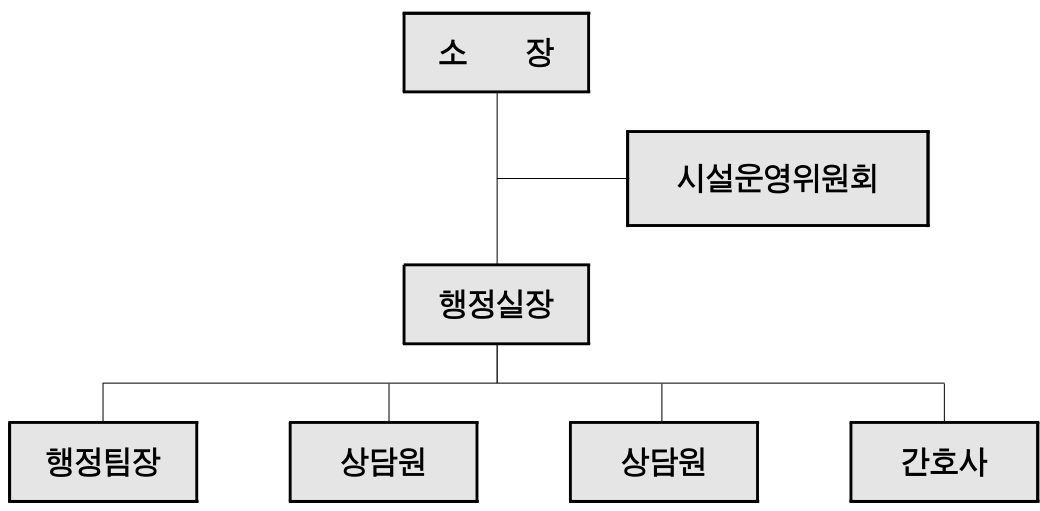 소 장
시설운영위원회
행정실장
행정팀장
상담원
상담원
간호사